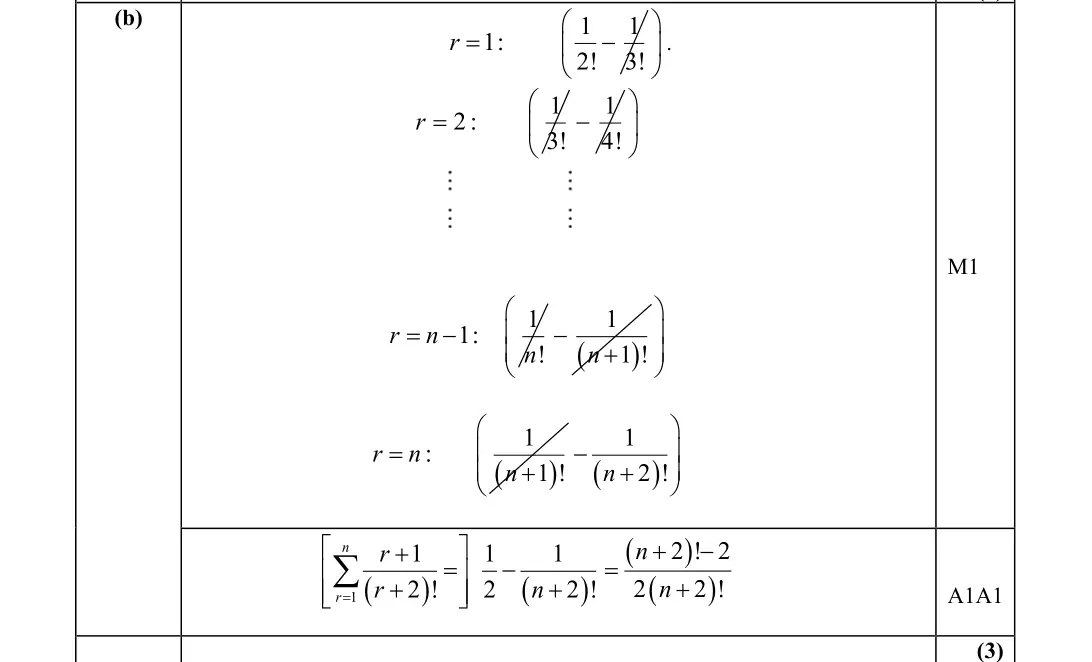 (b)
r = 1: (1/2! − 1/3!).
r = 2: (1/3! − 1/4!)
⋮ ⋮
⋮ ⋮
M1
r = n−1: (1/n! − 1/(n+1)!)
r = n: (1/(n+1)! − 1/(n+2)!)
[∑_{r=1}^{n} (r+1)/(r+2)! =] 1/2 − 1/(n+2)! = ((n+2)!−2)/(2(n+2)!) A1A1
(3)